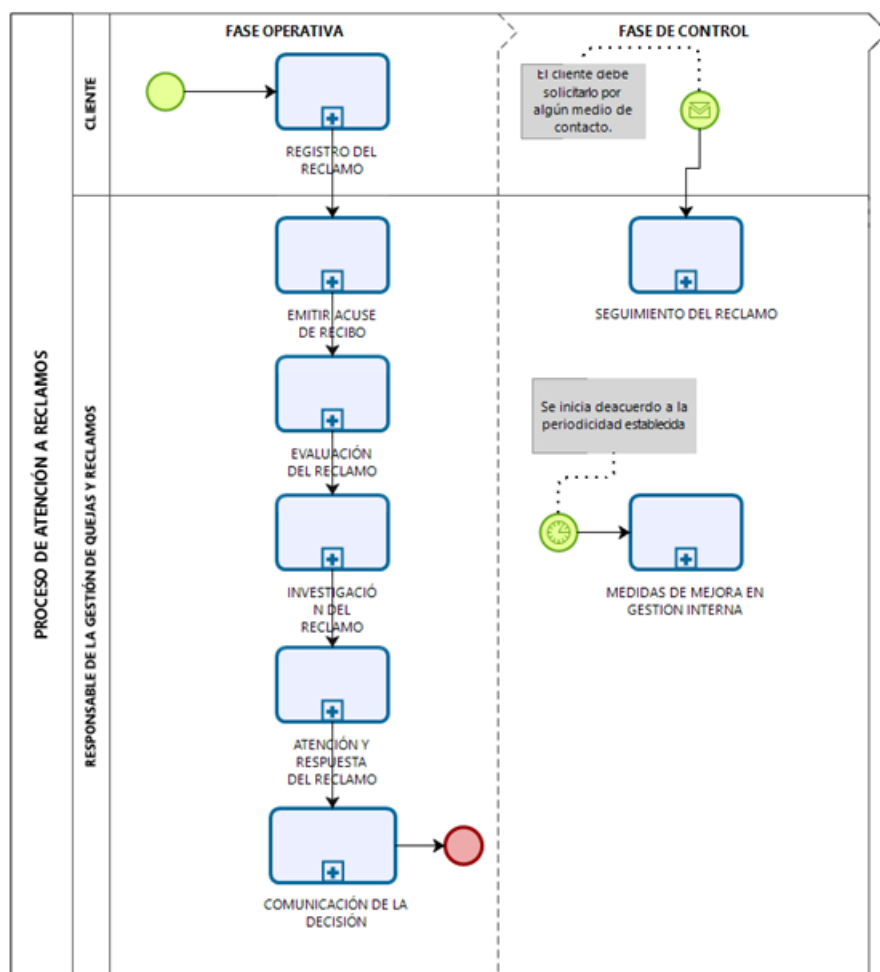 PROCESO DE ATENCIÓN A RECLAMOS
FASE OPERATIVA
FASE DE CONTROL
CLIENTE
REGISTRO DEL
RECLAMO
El cliente debe
solicitarlo por
algún medio de
contacto.
RESPONSABLE DE LA GESTIÓN DE QUEJAS Y RECLAMOS
EMITIR ACUSE
DE RECIBO
SEGUIMIENTO DEL RECLAMO
EVALUACIÓN
DEL RECLAMO
Se inicia deacuerdo a la
periodicidad establecida
INVESTIGACIÓ
N DEL
RECLAMO
MEDIDAS DE MEJORA EN
GESTION INTERNA
ATENCIÓN Y
RESPUESTA
DEL RECLAMO
COMUNICACIÓN DE LA
DECISIÓN